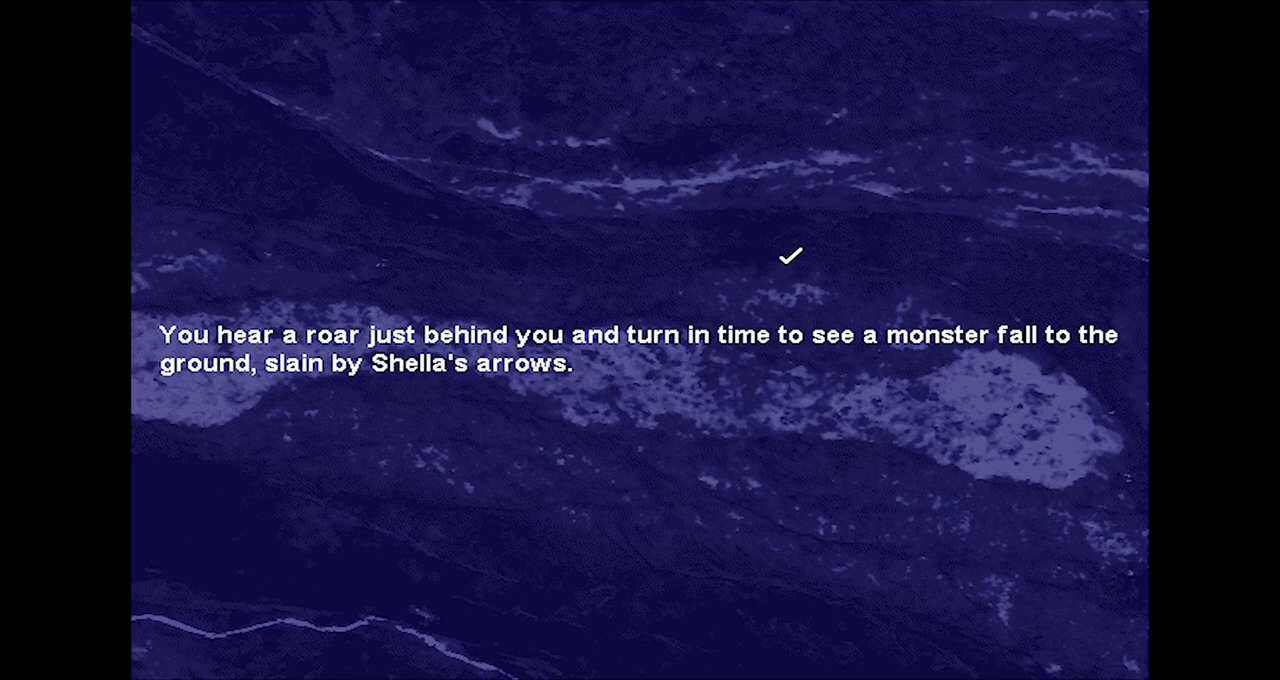 You hear a roar just behind you and turn in time to see a monster fall to the
ground, slain by Shella's arrows.